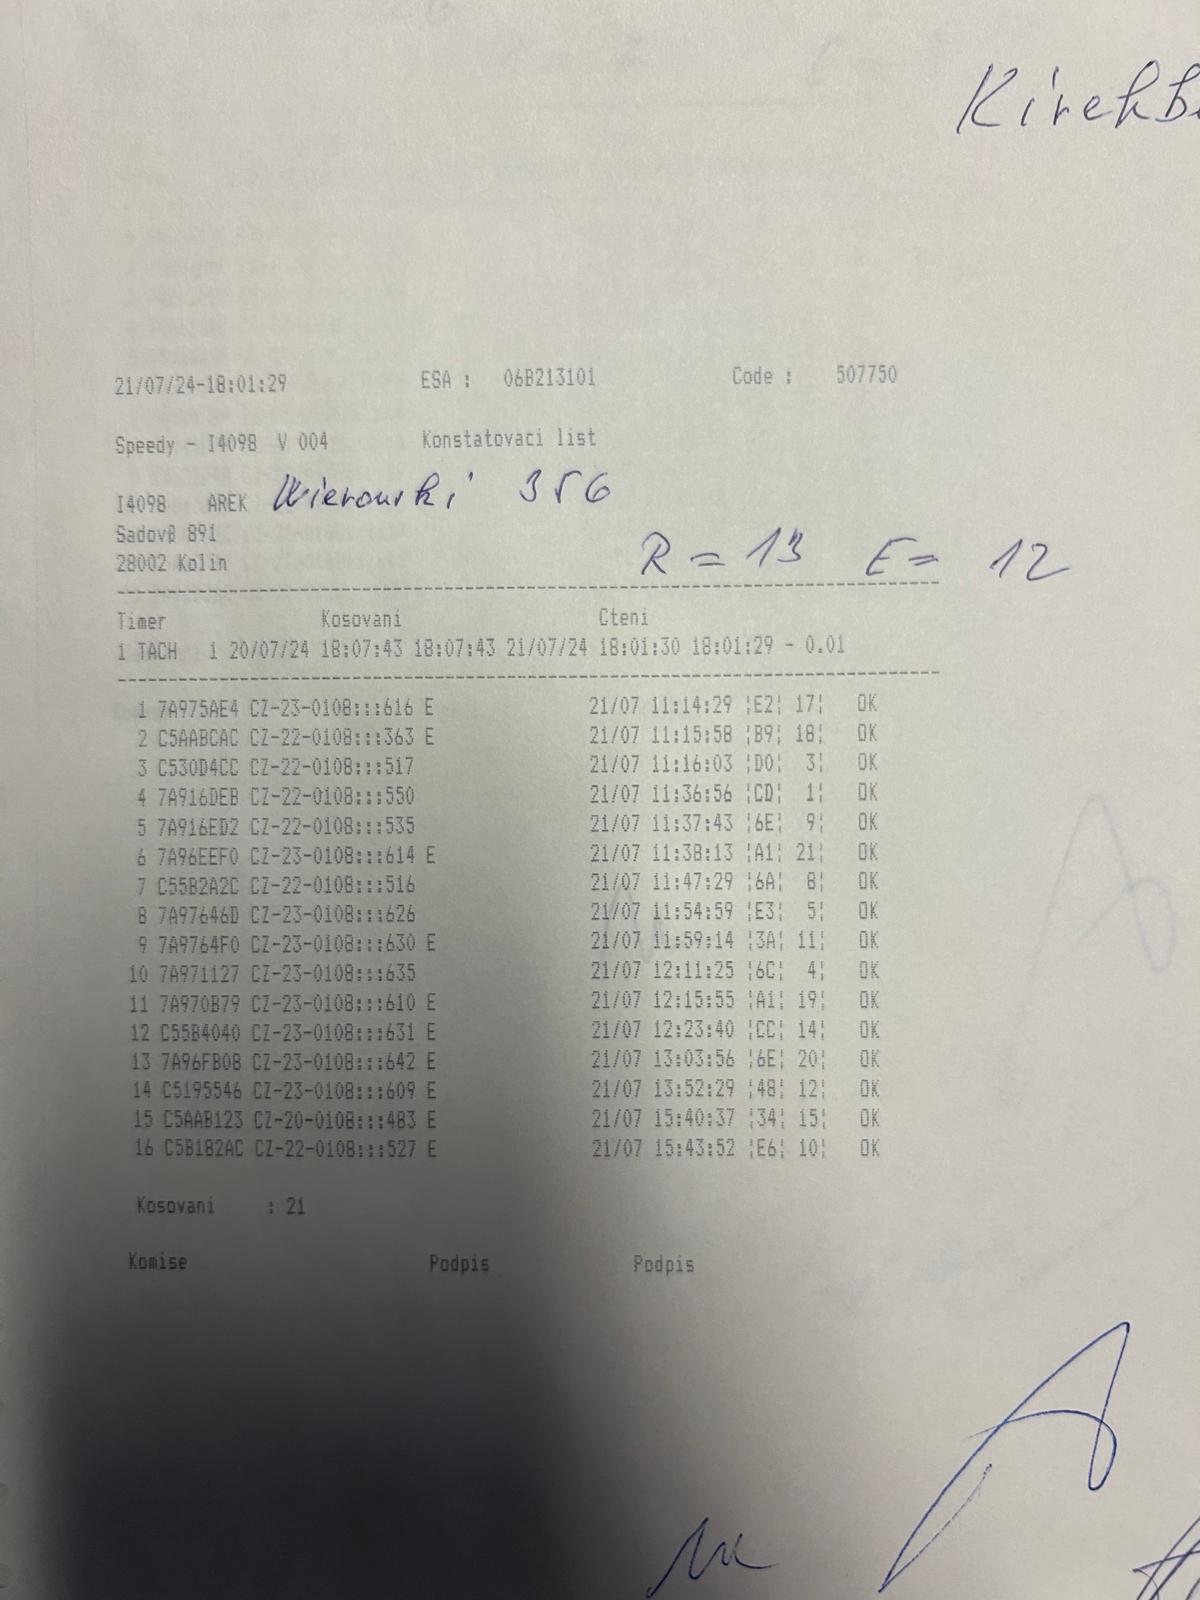 21/07/24-18:01:29 ESA : 06B213101 Code : 507750
Speedy - I4098 V 004 Konstatovaci list
I4098 AREK 356
Sadovß 891
R = 13 E = 12
28002 Kolin
Timer Kosovani Cteni
1 TACH 1 20/07/24 18:07:43 18:07:43 21/07/24 18:01:30 18:01:29 - 0.01
1 7A975AE4 CZ-23-0108:::616 E 21/07 11:14:29 ¦E2¦ 17¦ OK
2 C5AABCAC CZ-22-0108:::363 E 21/07 11:15:58 ¦B9¦ 18¦ OK
3 C530D4CC CZ-22-0108:::517 21/07 11:16:03 ¦D0¦ 3¦ OK
4 7A916DEB CZ-22-0108:::550 21/07 11:36:56 ¦CD¦ 1¦ OK
5 7A916ED2 CZ-22-0108:::535 21/07 11:37:43 ¦6E¦ 9¦ OK
6 7A96EEF0 CZ-23-0108:::614 E 21/07 11:38:13 ¦A1¦ 21¦ OK
7 C55B2A2C CZ-22-0108:::516 21/07 11:47:29 ¦6A¦ 8¦ OK
8 7A97646D CZ-23-0108:::626 21/07 11:54:59 ¦E3¦ 5¦ OK
9 7A9764F0 CZ-23-0108:::630 E 21/07 11:59:14 ¦3A¦ 11¦ OK
10 7A971127 CZ-23-0108:::635 21/07 12:11:25 ¦6C¦ 4¦ OK
11 7A970B79 CZ-23-0108:::610 E 21/07 12:15:55 ¦A1¦ 19¦ OK
12 C55B4040 CZ-23-0108:::631 E 21/07 12:23:40 ¦CC¦ 14¦ OK
13 7A96FB08 CZ-23-0108:::642 E 21/07 13:03:56 ¦6E¦ 20¦ OK
14 C5195546 CZ-23-0108:::609 E 21/07 13:52:29 ¦48¦ 12¦ OK
15 C5AAB123 CZ-20-0108:::483 E 21/07 15:40:37 ¦34¦ 15¦ OK
16 C5B182AC CZ-22-0108:::527 E 21/07 15:43:52 ¦E6¦ 10¦ OK
Kosovani : 21
Komise Podpis Podpis